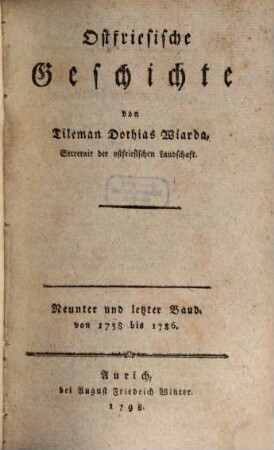 Ostfriesische
Geschichte
von
Tileman Dothias Wiarda,
Secretair der ostfriesischen Landschaft.
Neunter und letzter Band.
von 1758 bis 1786.
Aurich,
bei August Friedrich Winter.
1798.